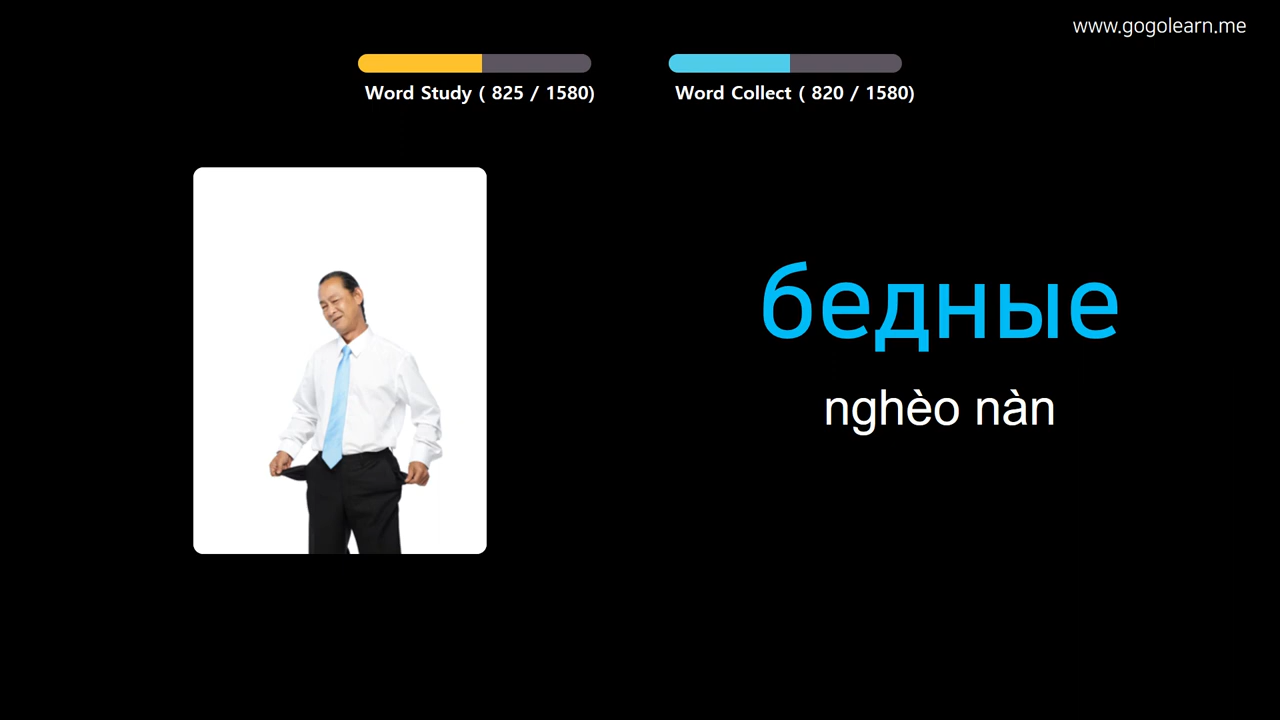 www.gogolearn.me
Word Study ( 825 / 1580)
Word Collect ( 820 / 1580)
бедные
nghèo nàn